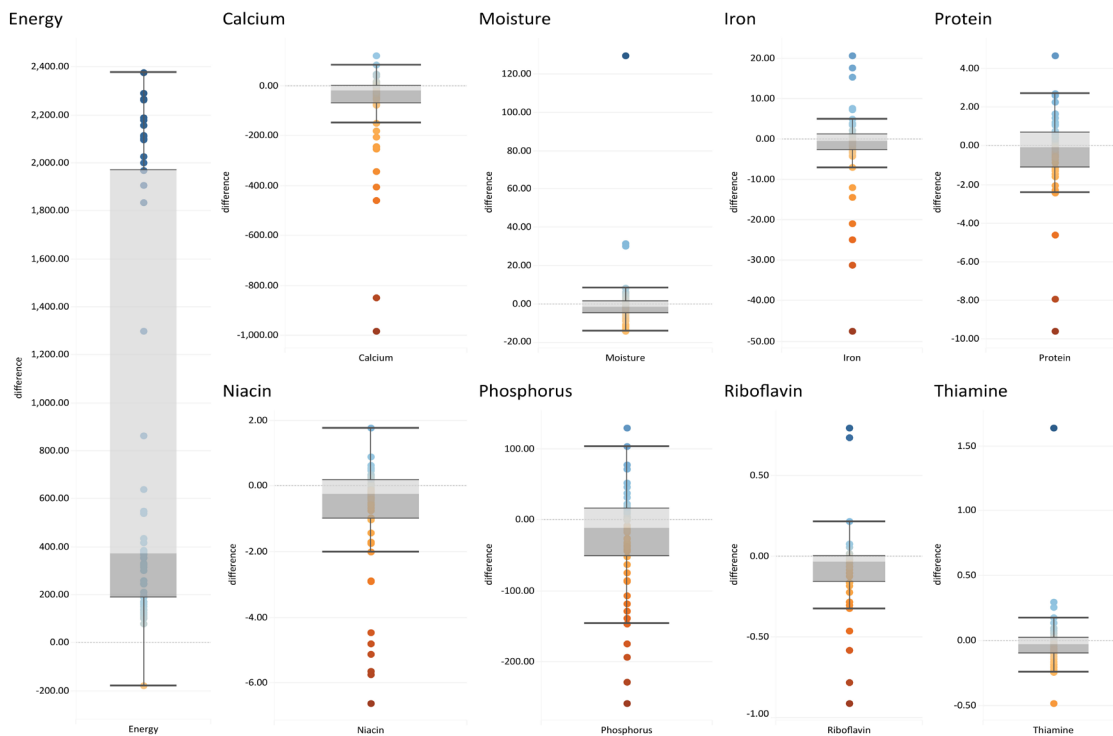 Energy
difference
2,400.00
2,200.00
2,000.00
1,800.00
1,600.00
1,400.00
1,200.00
1,000.00
800.00
600.00
400.00
200.00
0.00
-200.00
Energy
Calcium
difference
0.00
-200.00
-400.00
-600.00
-800.00
-1,000.00
Calcium
Moisture
difference
120.00
100.00
80.00
60.00
40.00
20.00
0.00
-20.00
Moisture
Iron
difference
20.00
10.00
0.00
-10.00
-20.00
-30.00
-40.00
-50.00
Iron
Protein
difference
4.00
2.00
0.00
-2.00
-4.00
-6.00
-8.00
-10.00
Protein
Niacin
difference
2.00
0.00
-2.00
-4.00
-6.00
Niacin
Phosphorus
difference
100.00
0.00
-100.00
-200.00
Phosphorus
Riboflavin
difference
0.50
0.00
-0.50
-1.00
Riboflavin
Thiamine
difference
1.50
1.00
0.50
0.00
-0.50
Thiamine